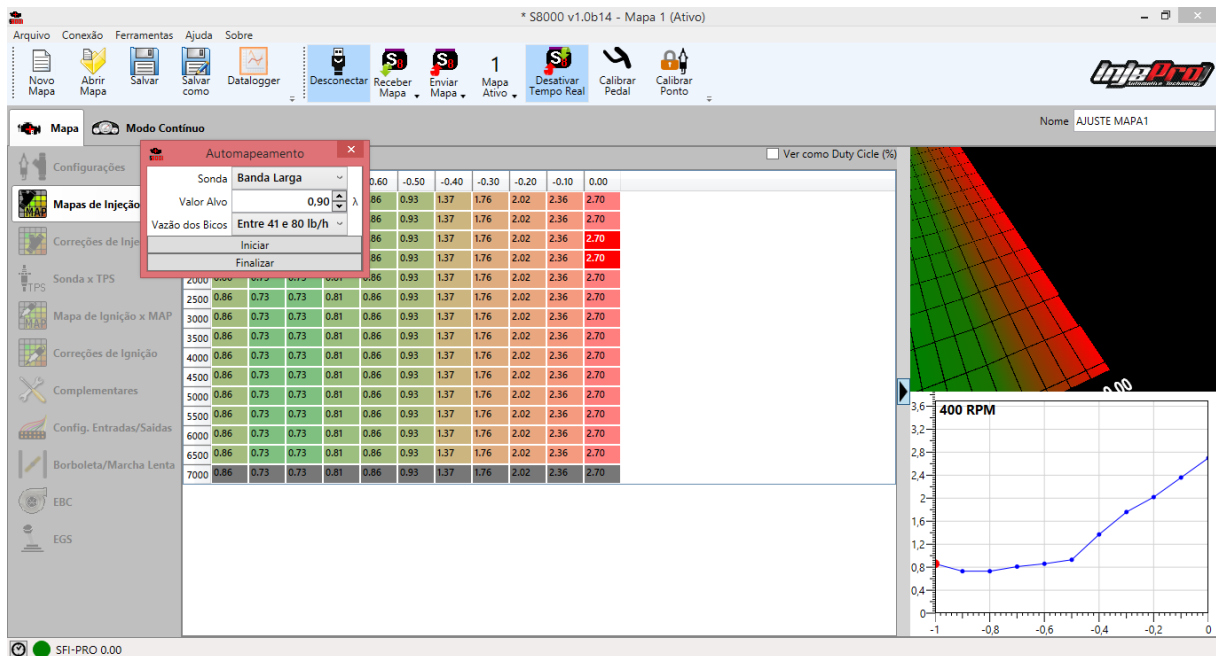 * S8000 v1.0b14 - Mapa 1 (Ativo)
Arquivo Conexão Ferramentas Ajuda Sobre
Novo Mapa
Abrir Mapa
Salvar
Salvar como
Datalogger
Desconectar
Receber Mapa
Enviar Mapa
1 Mapa Ativo
Desativar Tempo Real
Calibrar Pedal
Calibrar Ponto
InjePro
Mapa Modo Contínuo
Nome AJUSTE MAPA1
Automapeamento
Sonda Banda Larga
Valor Alvo 0,90 λ
Vazão dos Bicos Entre 41 e 80 lb/h
Iniciar
Finalizar
Ver como Duty Cicle (%)
Configurações
Mapas de Injeção
Correções de Inje
Sonda x TPS
Mapa de Ignição x MAP
Correções de Ignição
Complementares
Config. Entradas/Saídas
Borboleta/Marcha Lenta
EBC
EGS
0.60 -0.50 -0.40 -0.30 -0.20 -0.10 0.00
.86 0.93 1.37 1.76 2.02 2.36 2.70
.86 0.93 1.37 1.76 2.02 2.36 2.70
.86 0.93 1.37 1.76 2.02 2.36 2.70
.86 0.93 1.37 1.76 2.02 2.36 2.70
2000 0.86 0.73 0.73 0.81 0.86 0.93 1.37 1.76 2.02 2.36 2.70
2500 0.86 0.73 0.73 0.81 0.86 0.93 1.37 1.76 2.02 2.36 2.70
3000 0.86 0.73 0.73 0.81 0.86 0.93 1.37 1.76 2.02 2.36 2.70
3500 0.86 0.73 0.73 0.81 0.86 0.93 1.37 1.76 2.02 2.36 2.70
4000 0.86 0.73 0.73 0.81 0.86 0.93 1.37 1.76 2.02 2.36 2.70
4500 0.86 0.73 0.73 0.81 0.86 0.93 1.37 1.76 2.02 2.36 2.70
5000 0.86 0.73 0.73 0.81 0.86 0.93 1.37 1.76 2.02 2.36 2.70
5500 0.86 0.73 0.73 0.81 0.86 0.93 1.37 1.76 2.02 2.36 2.70
6000 0.86 0.73 0.73 0.81 0.86 0.93 1.37 1.76 2.02 2.36 2.70
6500 0.86 0.73 0.73 0.81 0.86 0.93 1.37 1.76 2.02 2.36 2.70
7000 0.86 0.73 0.73 0.81 0.86 0.93 1.37 1.76 2.02 2.36 2.70
0.00
400 RPM
3,6
3,2
2,8
2,4
2
1,6
1,2
0,8
0,4
0
-1 -0,8 -0,6 -0,4 -0,2 0
SFI-PRO 0.00